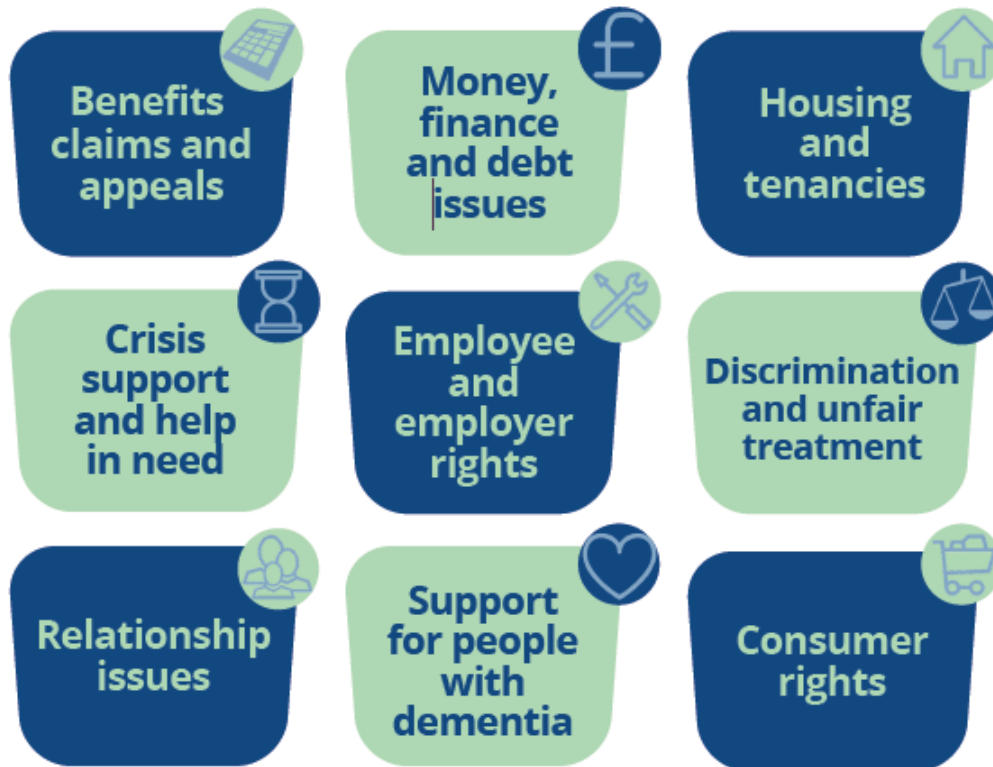 Benefits
claims and
appeals
Money,
finance
and debt
issues
Housing
and
tenancies
Crisis
support
and help
in need
Employee
and
employer
rights
Discrimination
and unfair
treatment
Relationship
issues
Support
for people
with
dementia
Consumer
rights